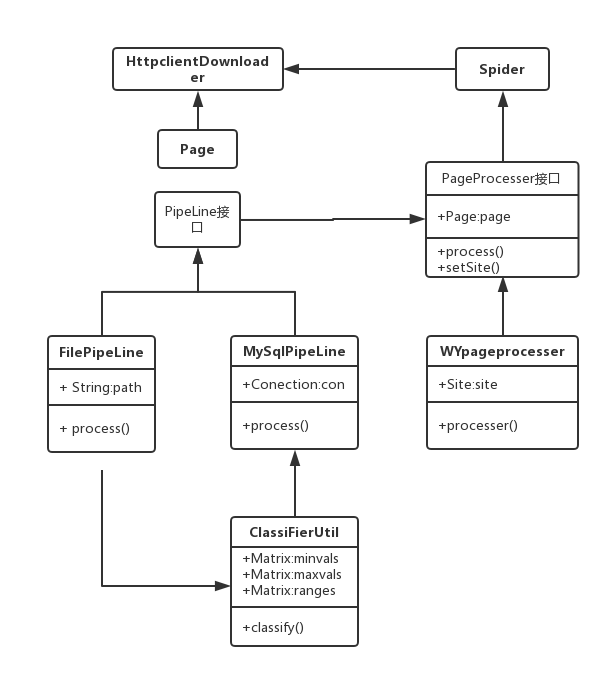 HttpclientDownload
er
Spider
Page
PageProcesser接口
+Page:page
+process()
+setSite()
PipeLine接
口
FilePipeLine
+ String:path
+ process()
MySqlPipeLine
+Conection:con
+process()
WYpageprocesser
+Site:site
+processer()
ClassiFierUtil
+Matrix:minvals
+Matrix:maxvals
+Matrix:ranges
+classify()